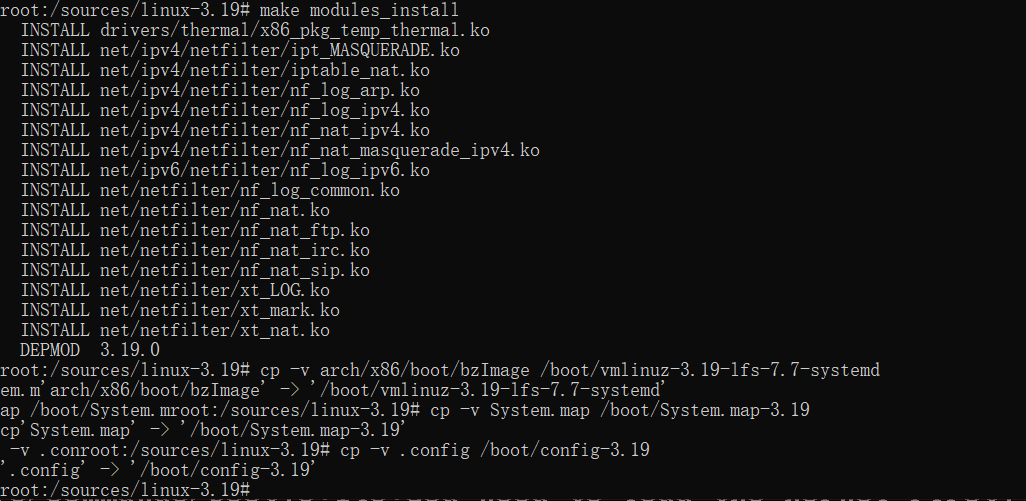 root:/sources/linux-3.19# make modules_install
  INSTALL drivers/thermal/x86_pkg_temp_thermal.ko
  INSTALL net/ipv4/netfilter/ipt_MASQUERADE.ko
  INSTALL net/ipv4/netfilter/iptable_nat.ko
  INSTALL net/ipv4/netfilter/nf_log_arp.ko
  INSTALL net/ipv4/netfilter/nf_log_ipv4.ko
  INSTALL net/ipv4/netfilter/nf_nat_ipv4.ko
  INSTALL net/ipv4/netfilter/nf_nat_masquerade_ipv4.ko
  INSTALL net/ipv6/netfilter/nf_log_ipv6.ko
  INSTALL net/netfilter/nf_log_common.ko
  INSTALL net/netfilter/nf_nat.ko
  INSTALL net/netfilter/nf_nat_ftp.ko
  INSTALL net/netfilter/nf_nat_irc.ko
  INSTALL net/netfilter/nf_nat_sip.ko
  INSTALL net/netfilter/xt_LOG.ko
  INSTALL net/netfilter/xt_mark.ko
  INSTALL net/netfilter/xt_nat.ko
  DEPMOD  3.19.0
root:/sources/linux-3.19# cp -v arch/x86/boot/bzImage /boot/vmlinuz-3.19-lfs-7.7-systemd
em.m'arch/x86/boot/bzImage' -> '/boot/vmlinuz-3.19-lfs-7.7-systemd'
ap /boot/System.mroot:/sources/linux-3.19# cp -v System.map /boot/System.map-3.19
cp'System.map' -> '/boot/System.map-3.19'
 -v .conroot:/sources/linux-3.19# cp -v .config /boot/config-3.19
'.config' -> '/boot/config-3.19'
root:/sources/linux-3.19#